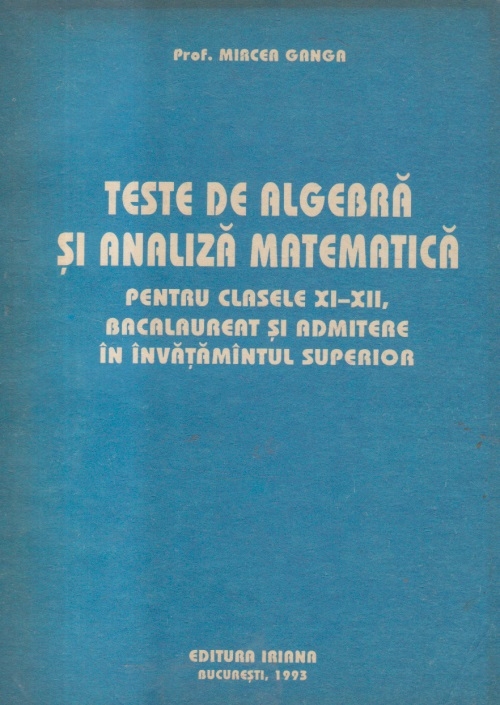 Prof. MIRCEA GANGA
TESTE DE ALGEBRĂ
ȘI ANALIZĂ MATEMATICĂ
PENTRU CLASELE XI–XII,
BACALAUREAT ȘI ADMITERE
ÎN ÎNVĂȚĂMÎNTUL SUPERIOR
EDITURA IRIANA
BUCUREȘTI, 1993